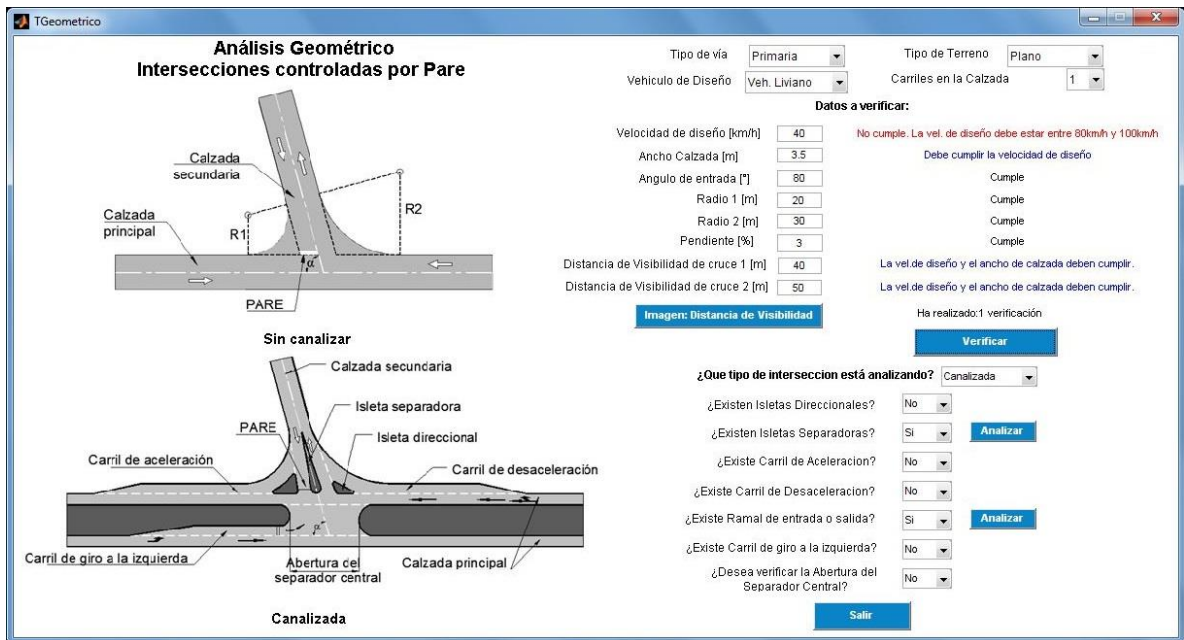 TGeometrico
Análisis Geométrico
Intersecciones controladas por Pare
Calzada
secundaria
Calzada
principal
R1
R2
α
PARE
Sin canalizar
Calzada secundaria
Isleta separadora
PARE
Isleta direccional
Carril de aceleración
Carril de desaceleración
α
Carril de giro a la izquierda
Abertura del
separador central
Calzada principal
Canalizada
Tipo de vía Primaria
Tipo de Terreno Plano
Vehiculo de Diseño Veh. Liviano
Carriles en la Calzada 1
Datos a verificar:
Velocidad de diseño [km/h] 40 No cumple. La vel. de diseño debe estar entre 80km/h y 100km/h
Ancho Calzada [m] 3.5 Debe cumplir la velocidad de diseño
Angulo de entrada [°] 80 Cumple
Radio 1 [m] 20 Cumple
Radio 2 [m] 30 Cumple
Pendiente [%] 3 Cumple
Distancia de Visibilidad de cruce 1 [m] 40 La vel.de diseño y el ancho de calzada deben cumplir.
Distancia de Visibilidad de cruce 2 [m] 50 La vel.de diseño y el ancho de calzada deben cumplir.
Imagen: Distancia de Visibilidad
Ha realizado:1 verificación
Verificar
¿Que tipo de interseccion está analizando? Canalizada
¿Existen Isletas Direccionales? No
¿Existen Isletas Separadoras? Si Analizar
¿Existe Carril de Aceleracion? No
¿Existe Carril de Desaceleracion? No
¿Existe Ramal de entrada o salida? Si Analizar
¿Existe Carril de giro a la izquierda? No
¿Desea verificar la Abertura del
Separador Central? No
Salir